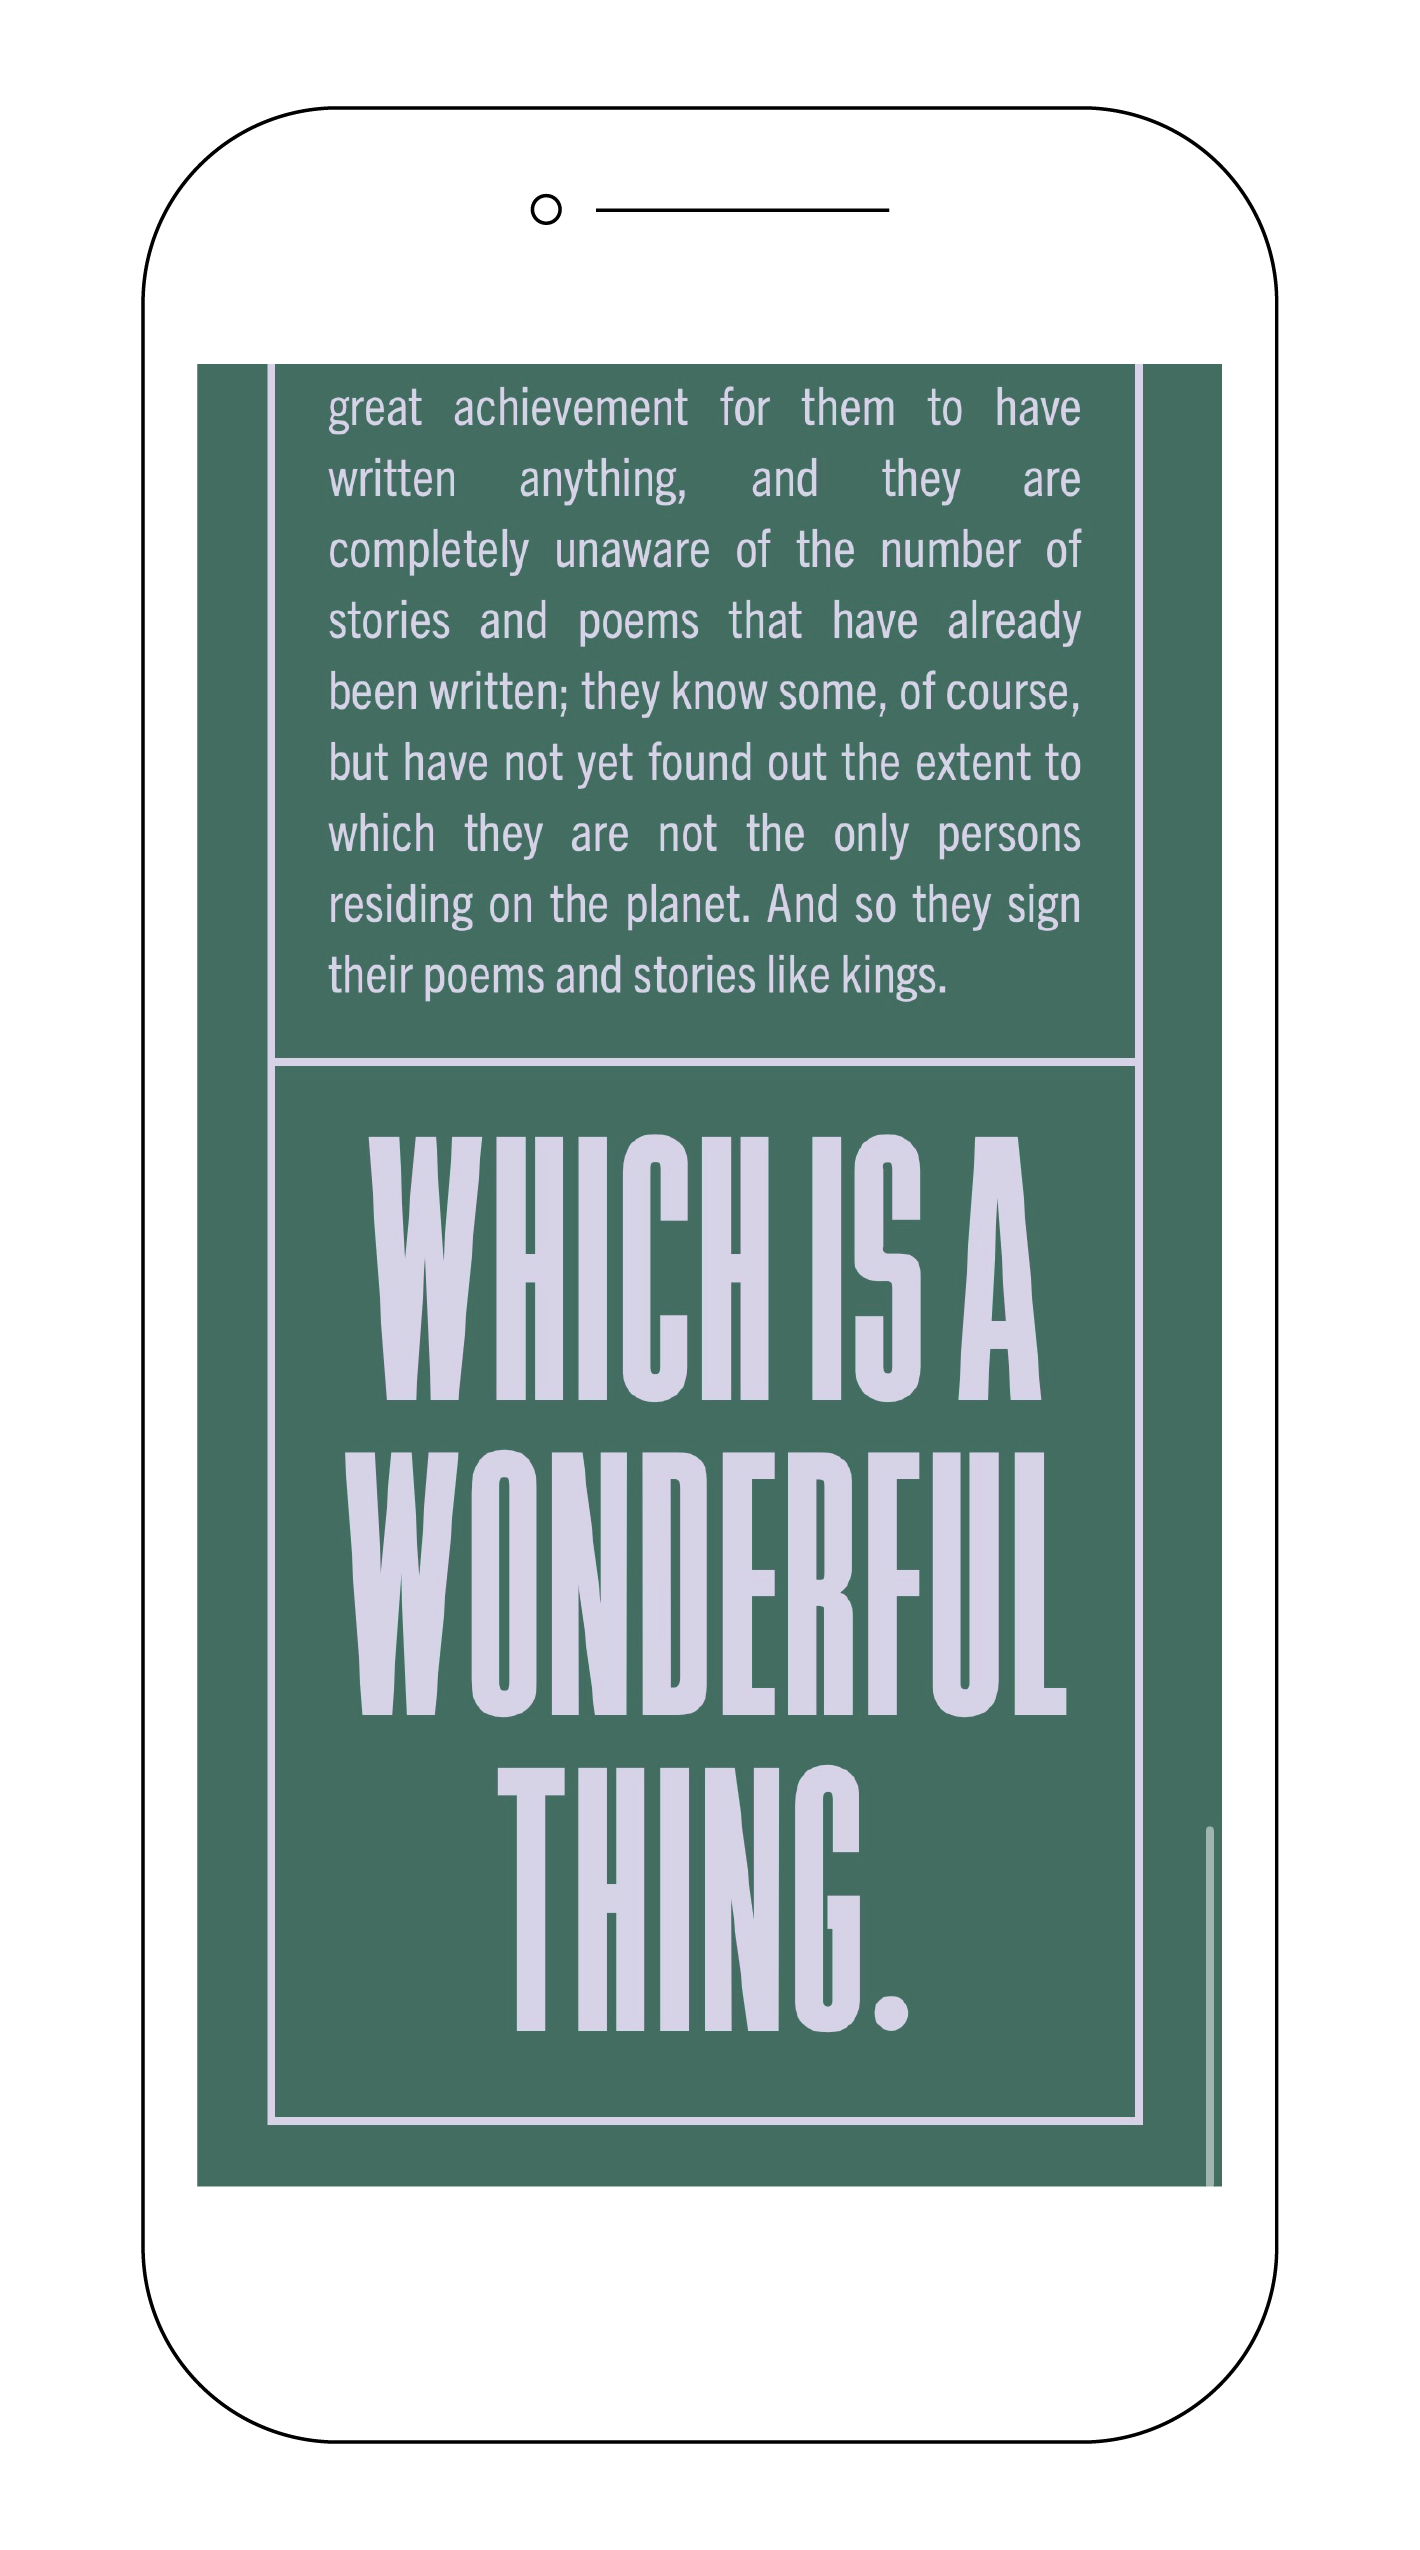 great achievement for them to have
written anything, and they are
completely unaware of the number of
stories and poems that have already
been written; they know some, of course,
but have not yet found out the extent to
which they are not the only persons
residing on the planet. And so they sign
their poems and stories like kings.
WHICH IS A
WONDERFUL
THING.